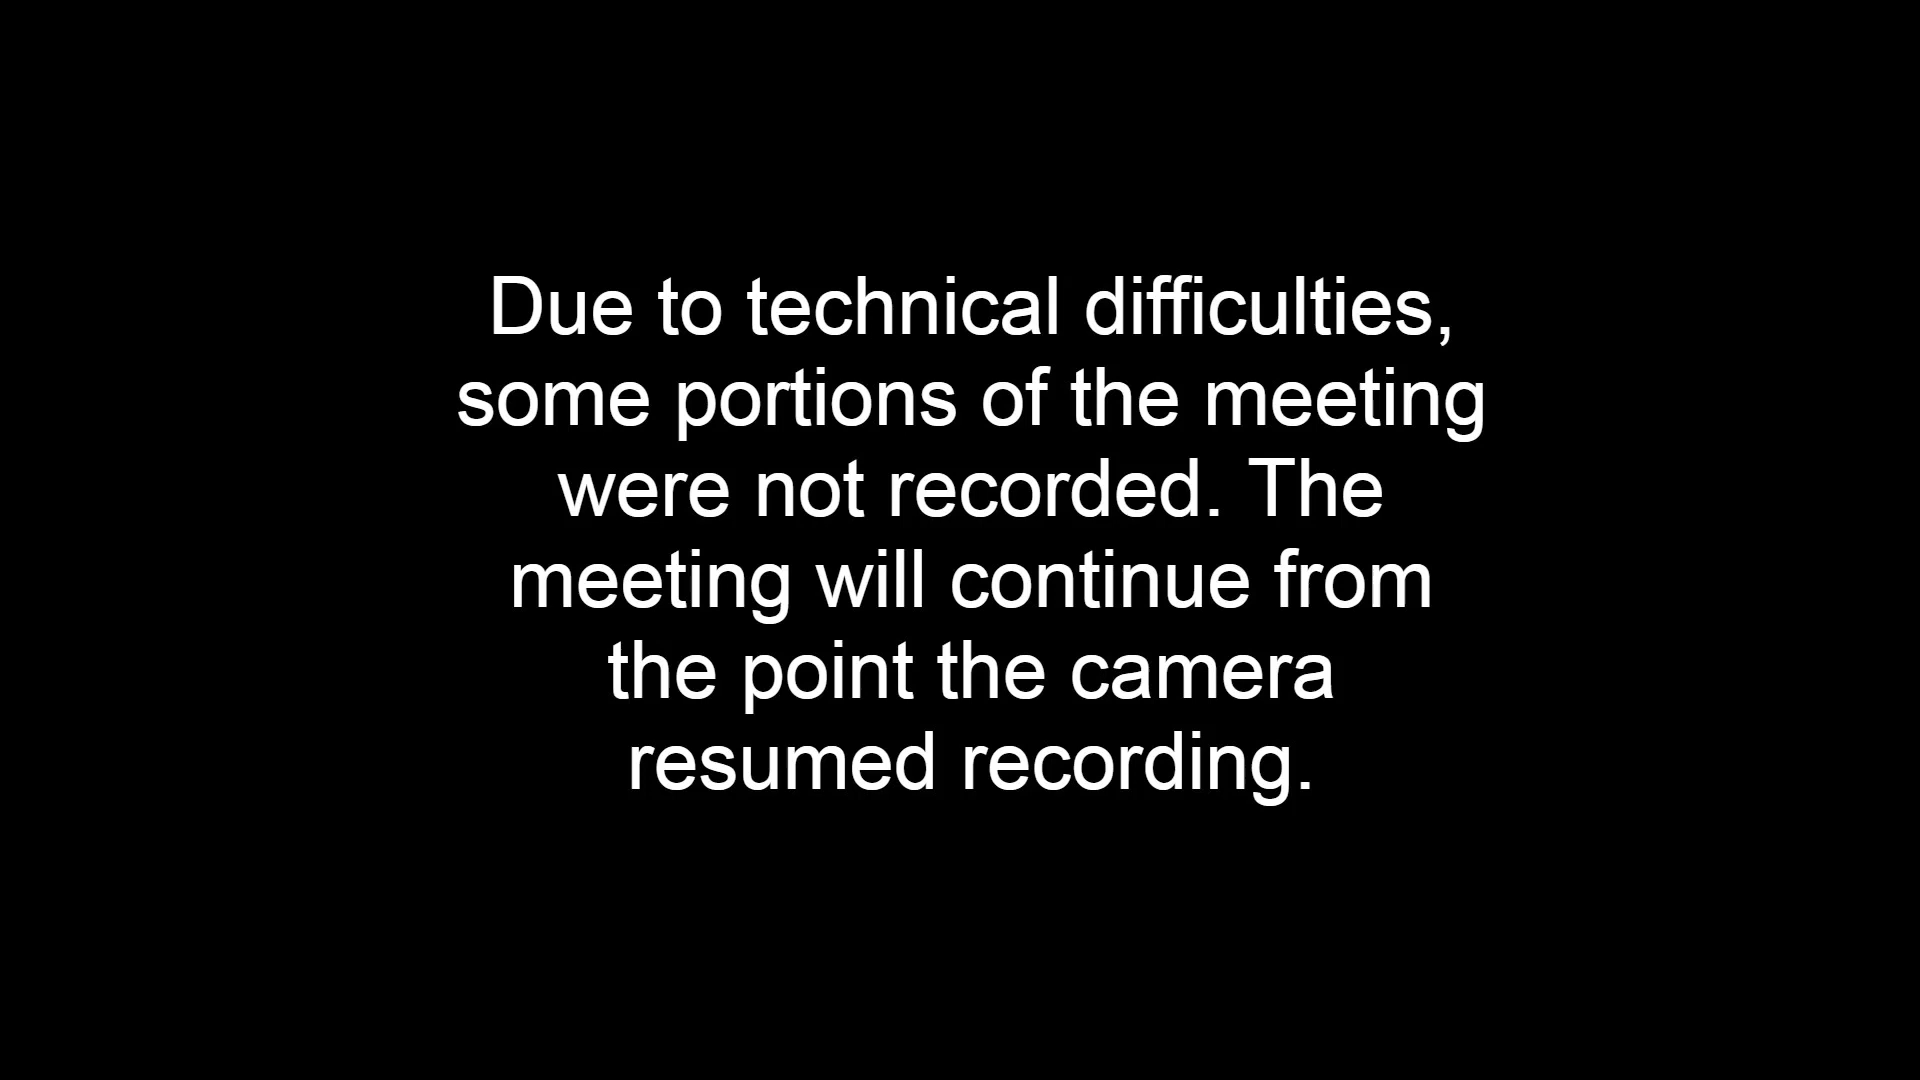 Due to technical difficulties,
some portions of the meeting
were not recorded. The
meeting will continue from
the point the camera
resumed recording.